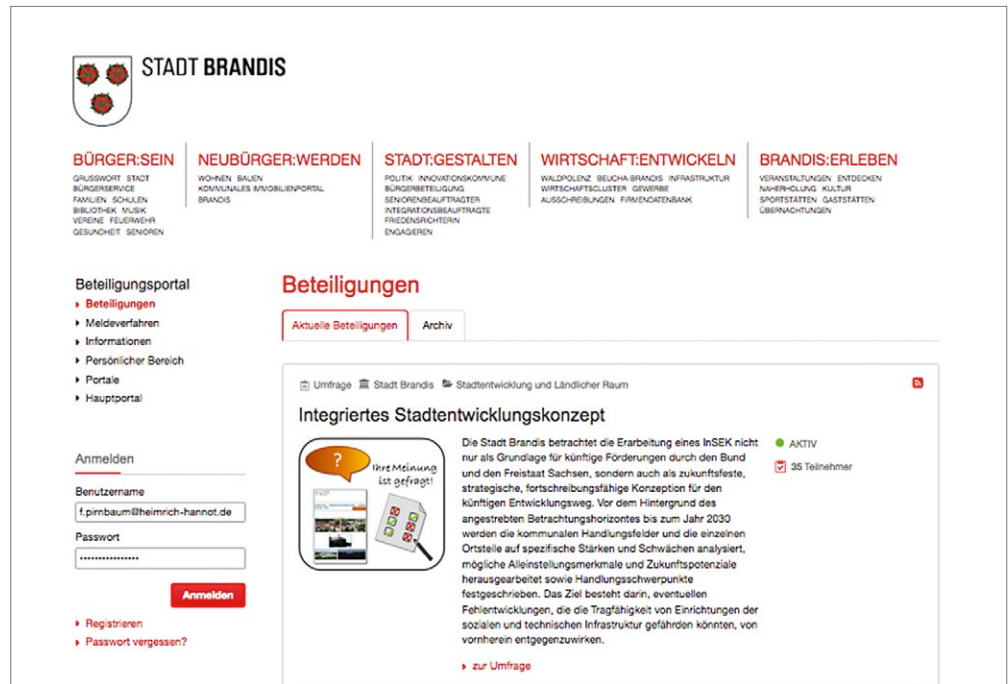 STADT BRANDIS
BÜRGER:SEIN
GRUSSWORT STADT
BÜRGERSERVICE
FAMILIEN SCHULEN
BIBLIOTHEK MUSIK
VEREINE FEUERWEHR
GESUNDHEIT SENIOREN
NEUBÜRGER:WERDEN
WOHNEN BAUEN
KOMMUNALES IMMOBILIENPORTAL
BRANDIS
STADT:GESTALTEN
POLITIK INNOVATIONSKOMMUNE
BÜRGERBETEILIGUNG
SENIORENBEAUFTRAGTER
INTEGRATIONSBEAUFTRAGTE
FRIEDENSRICHTERIN
ENGAGIEREN
WIRTSCHAFT:ENTWICKELN
WALDPOLENZ BEUCHA-BRANDIS INFRASTRUKTUR
WIRTSCHAFTSCLUSTER GEWERBE
AUSSCHREIBUNGEN FIRMENDATENBANK
BRANDIS:ERLEBEN
VERANSTALTUNGEN ENTDECKEN
NAHERHOLUNG KULTUR
SPORTSTÄTTEN GASTSTÄTTEN
ÜBERNACHTUNGEN
Beteiligungsportal
Beteiligungen
Meldeverfahren
Informationen
Persönlicher Bereich
Portale
Hauptportal
Anmelden
Benutzername
f.pirnbaum@heimrich-hannot.de
Passwort
Anmelden
Registrieren
Passwort vergessen?
Beteiligungen
Aktuelle Beteiligungen Archiv
Umfrage Stadt Brandis Stadtentwicklung und Ländlicher Raum
Integriertes Stadtentwicklungskonzept
?
Ihre Meinung
ist gefragt!
Die Stadt Brandis betrachtet die Erarbeitung eines InSEK nicht
nur als Grundlage für künftige Förderungen durch den Bund
und den Freistaat Sachsen, sondern auch als zukunftsfeste,
strategische, fortschreibungsfähige Konzeption für den
künftigen Entwicklungsweg. Vor dem Hintergrund des
angestrebten Betrachtungshorizontes bis zum Jahr 2030
werden die kommunalen Handlungsfelder und die einzelnen
Ortsteile auf spezifische Stärken und Schwächen analysiert,
mögliche Alleinstellungsmerkmale und Zukunftspotenziale
herausgearbeitet sowie Handlungsschwerpunkte
festgeschrieben. Das Ziel besteht darin, eventuellen
Fehlentwicklungen, die die Tragfähigkeit von Einrichtungen der
sozialen und technischen Infrastruktur gefährden könnten, von
vornherein entgegenzuwirken.
zur Umfrage
AKTIV
35 Teilnehmer